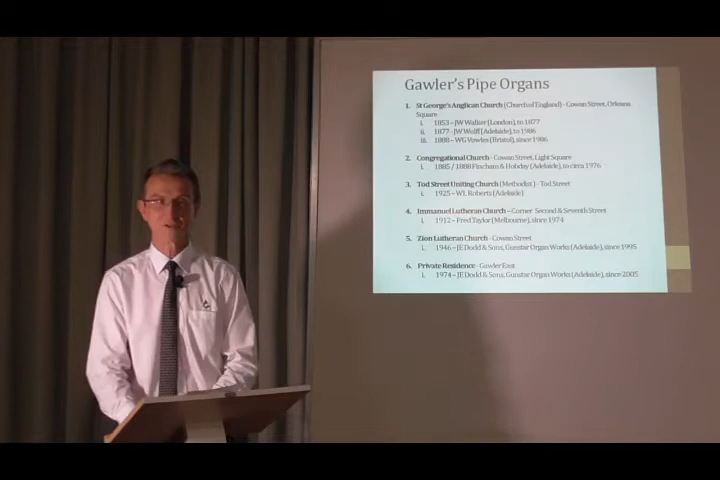 Gawler's Pipe Organs
1. St George's Anglican Church (Church of England) - Cowan Street, Orleana
Square
i. 1853 – JW Walker (London), to 1877
ii. 1877 - JW Wolff (Adelaide), to 1986
iii. 1888 – WG Vowles (Bristol), since 1986
2. Congregational Church - Cowan Street, Light Square
i. 1885 / 1888 Fincham & Hobday (Adelaide), to circa 1976
3. Tod Street Uniting Church (Methodist) - Tod Street
i. 1925 – WL Roberts (Adelaide)
4. Immanuel Lutheran Church – Corner Second & Seventh Street
i. 1912 – Fred Taylor (Melbourne), since 1974
5. Zion Lutheran Church - Cowan Street
i. 1946 – JE Dodd & Sons, Gunstar Organ Works (Adelaide), since 1995
6. Private Residence - Gawler East
i. 1974 – JE Dodd & Sons, Gunstar Organ Works (Adelaide), since 2005